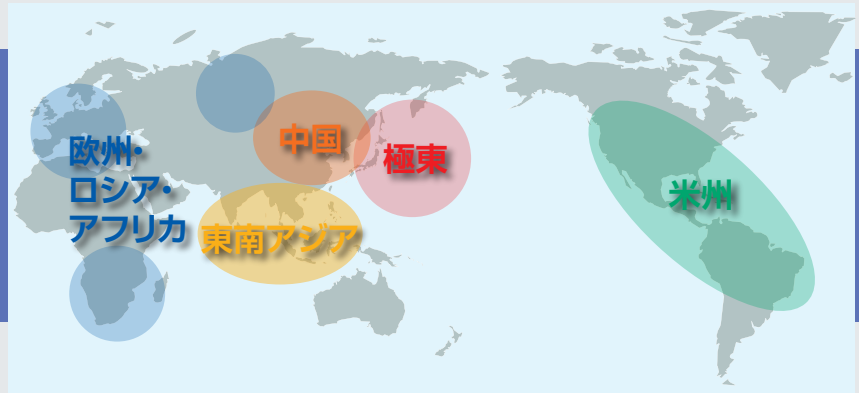 欧州・
ロシア・
アフリカ
中国
極東
東南アジア
米州